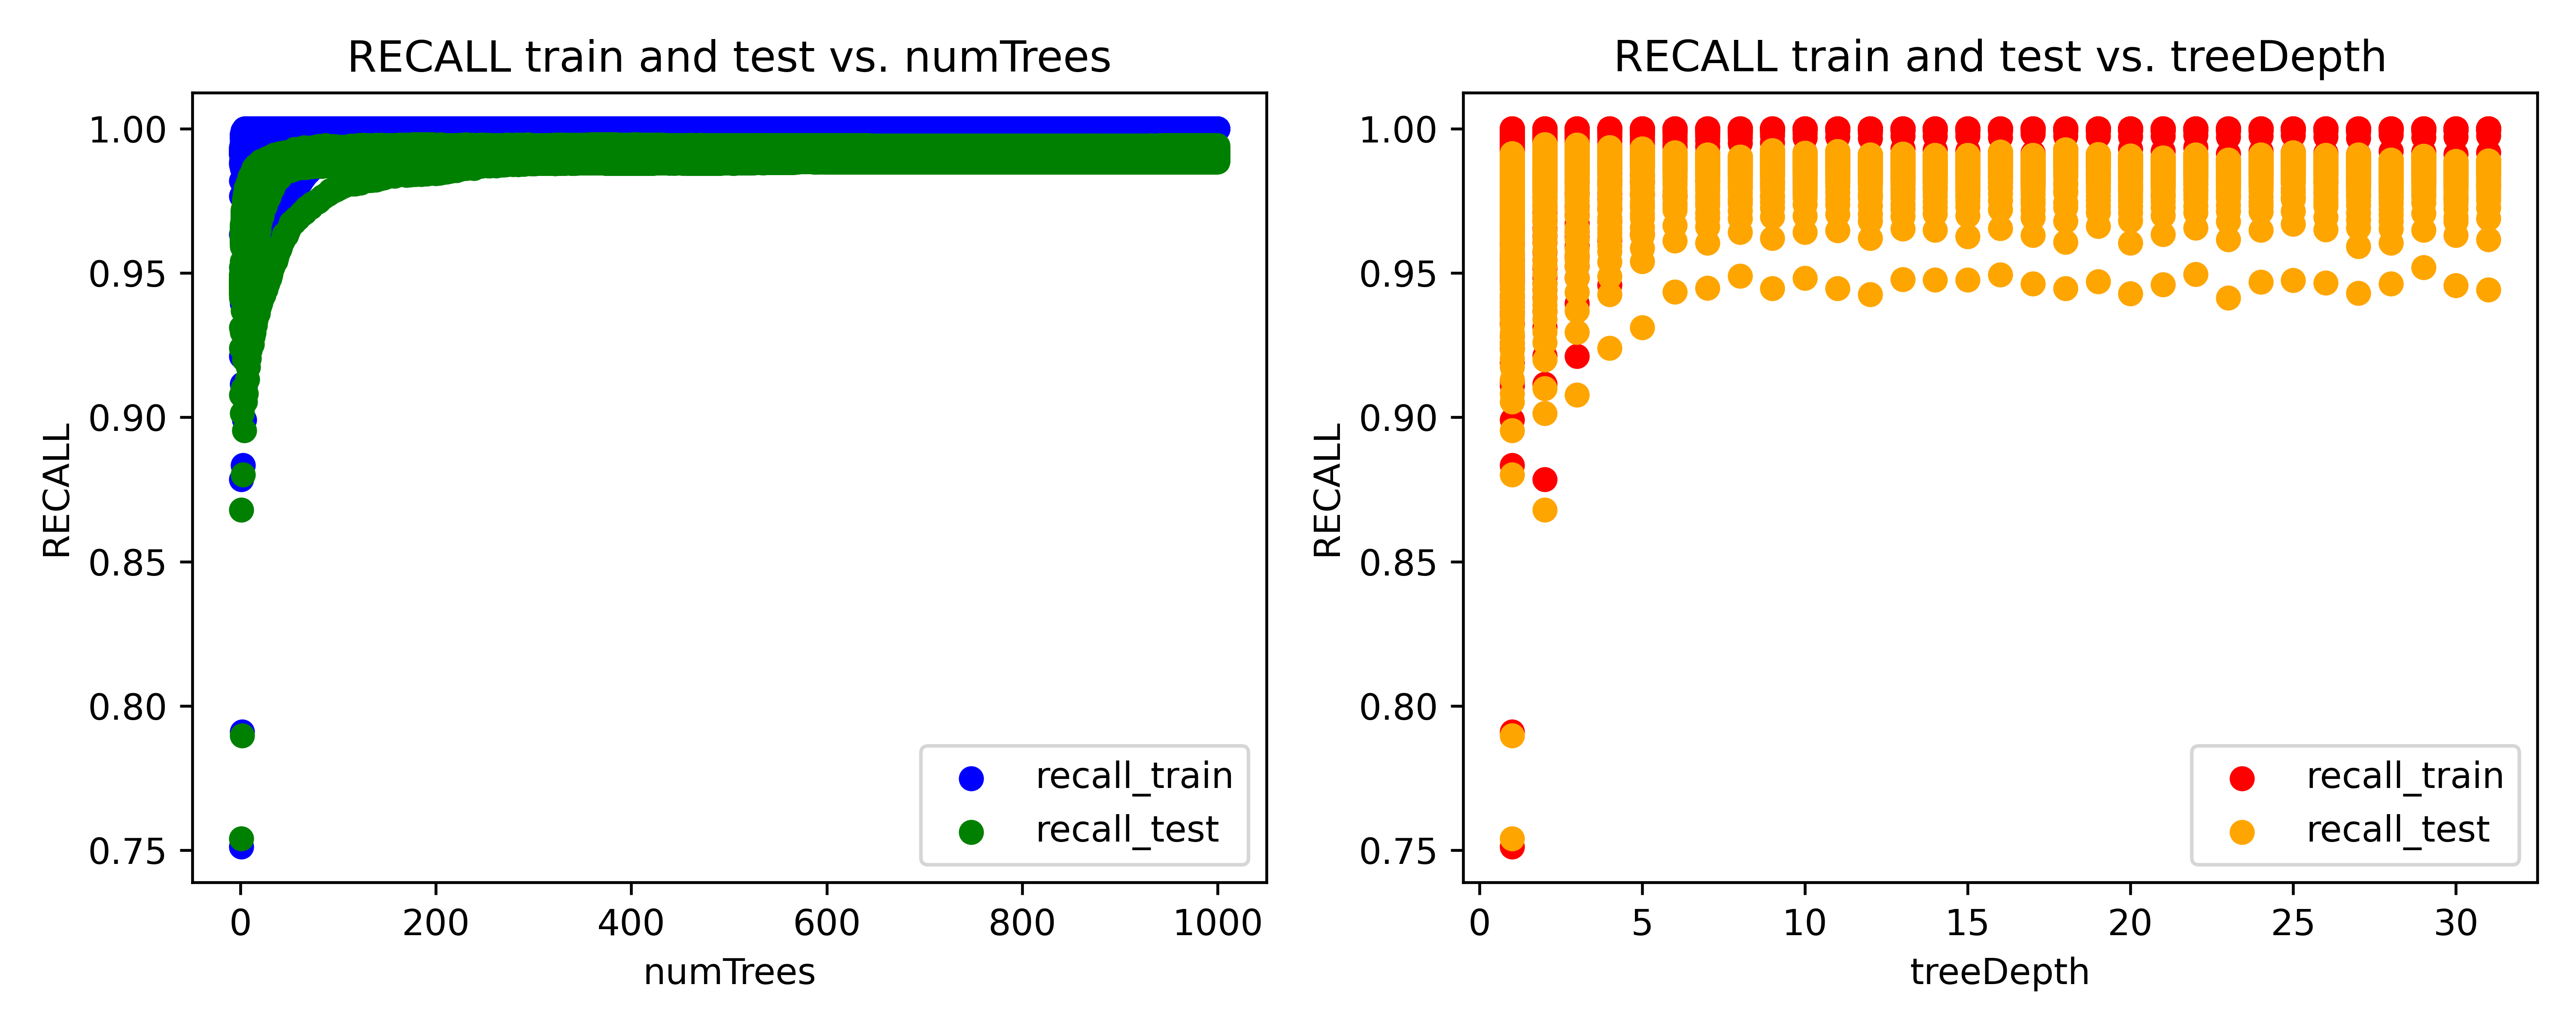 RECALL train and test vs. numTrees
1.00
0.95
0.90
0.85
0.80
0.75
RECALL
recall_train
recall_test
0 200 400 600 800 1000
numTrees
RECALL train and test vs. treeDepth
1.00
0.95
0.90
0.85
0.80
0.75
RECALL
recall_train
recall_test
0 5 10 15 20 25 30
treeDepth